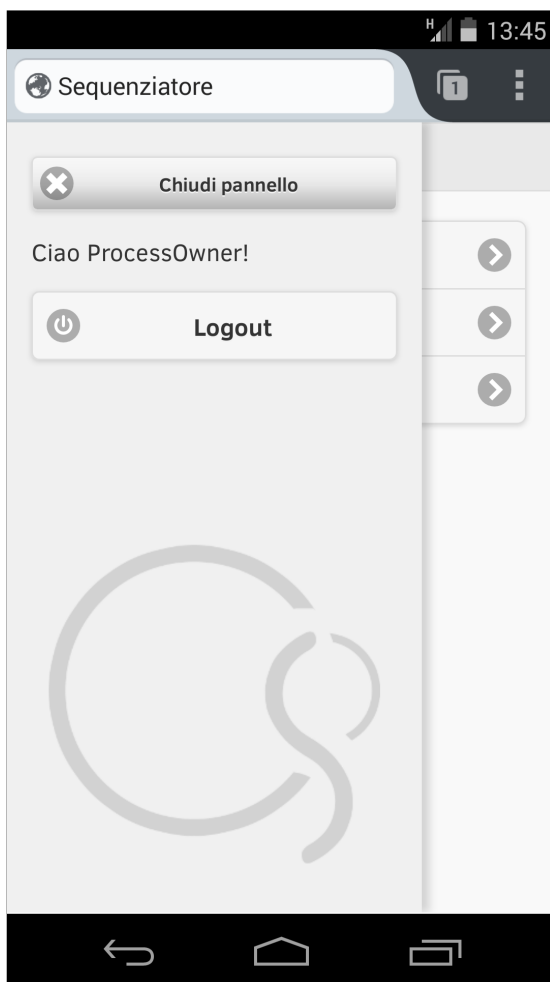 H
13:45
Sequenziatore
1
Chiudi pannello
Ciao ProcessOwner!
Logout